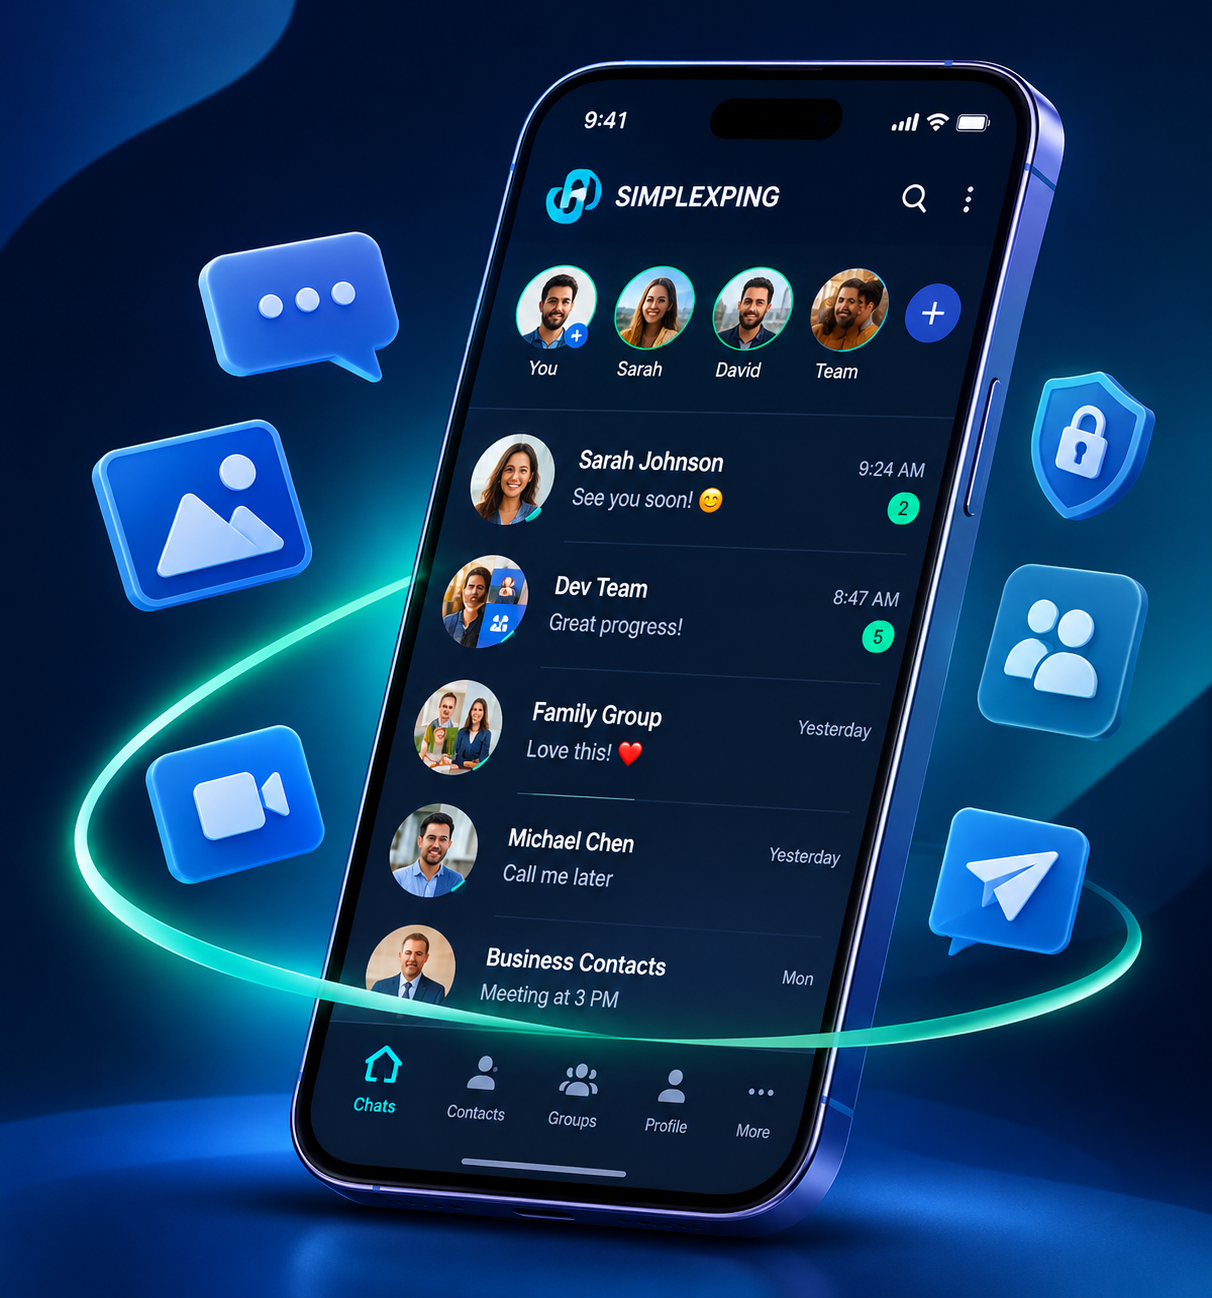 9:41
SIMPLEXPING
You
Sarah
David
Team
Sarah Johnson
9:24 AM
See you soon! 😊
2
Dev Team
8:47 AM
Great progress!
5
Family Group
Yesterday
Love this! ❤️
Michael Chen
Yesterday
Call me later
Business Contacts
Mon
Meeting at 3 PM
Chats
Contacts
Groups
Profile
More